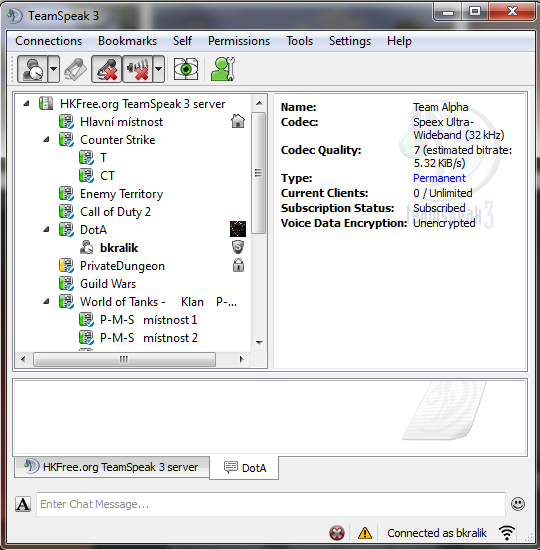 TeamSpeak 3
Connections Bookmarks Self Permissions Tools Settings Help
HKFree.org TeamSpeak 3 server
Hlavní místnost
Counter Strike
T
CT
Enemy Territory
Call of Duty 2
DotA
bkralik
PrivateDungeon
Guild Wars
World of Tanks - Klan P-...
P-M-S místnost 1
P-M-S místnost 2
Name: Team Alpha
Codec: Speex Ultra-
Wideband (32 kHz)
Codec Quality: 7 (estimated bitrate:
5.32 KiB/s)
Type: Permanent
Current Clients: 0 / Unlimited
Subscription Status: Subscribed
Voice Data Encryption: Unencrypted
teamspeak 3
HKFree.org TeamSpeak 3 server
DotA
A
Enter Chat Message...
Connected as bkralik